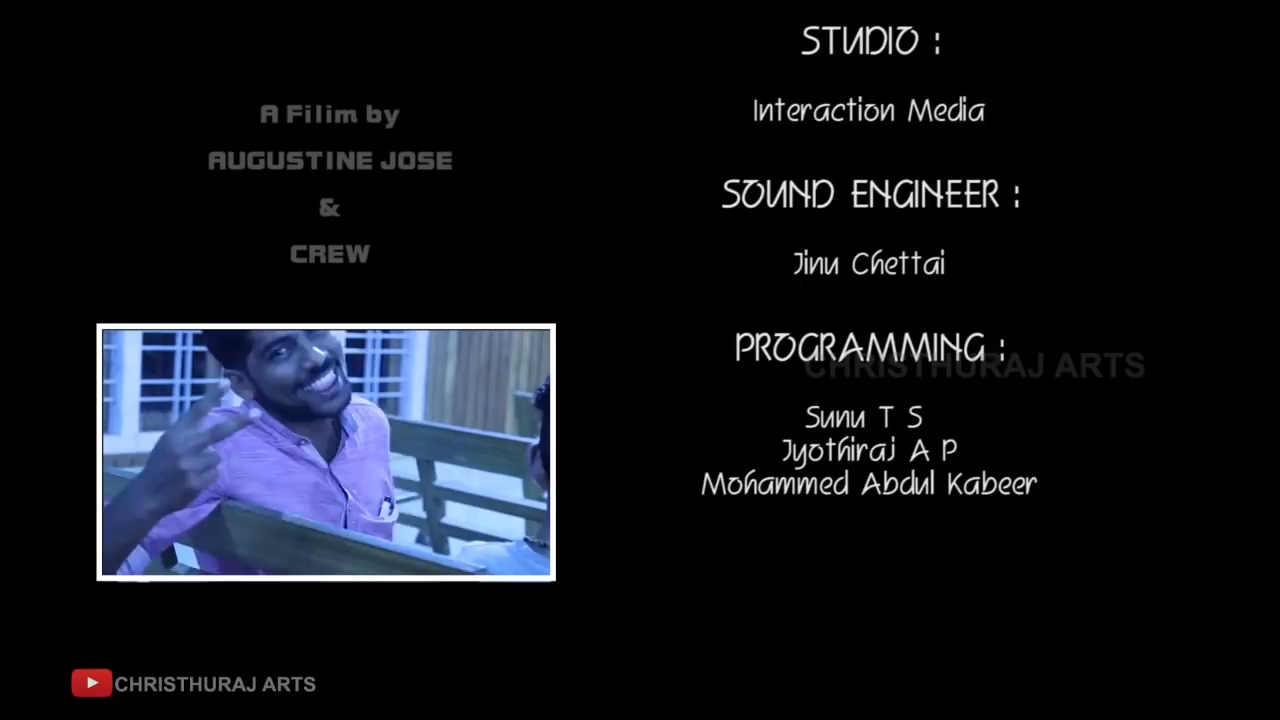 A Filim by
AUGUSTINE JOSE
&
CREW
STUDIO :
Interaction Media
SOUND ENGINEER :
Jinu Chettai
PROGRAMMING :
CHRISTHURAJ ARTS
Sunu T S
Jyothiraj A P
Mohammed Abdul Kabeer
CHRISTHURAJ ARTS